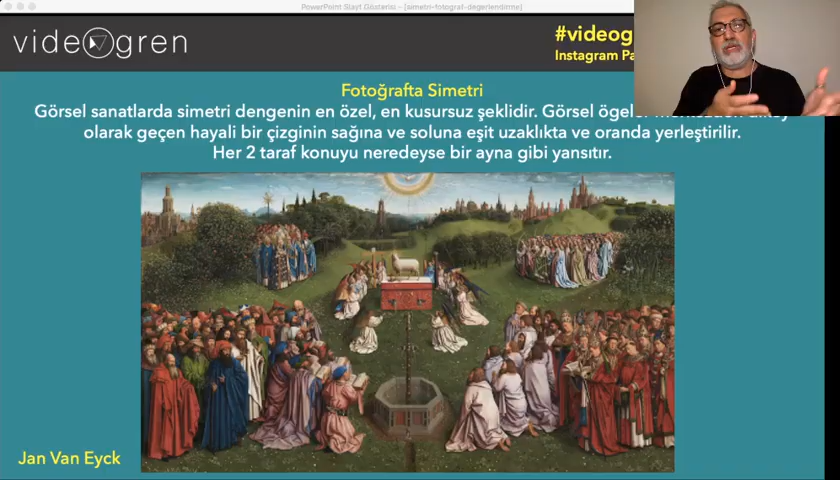 PowerPoint Slayt Gösterisi - [simetri-fotograf-degerlendirme]
videogren
#videog
Instagram Pa
Fotoğrafta Simetri
Görsel sanatlarda simetri dengenin en özel, en kusursuz şeklidir. Görsel ögeler
olarak geçen hayali bir çizginin sağına ve soluna eşit uzaklıkta ve oranda yerleştirilir.
Her 2 taraf konuyu neredeyse bir ayna gibi yansıtır.
Jan Van Eyck